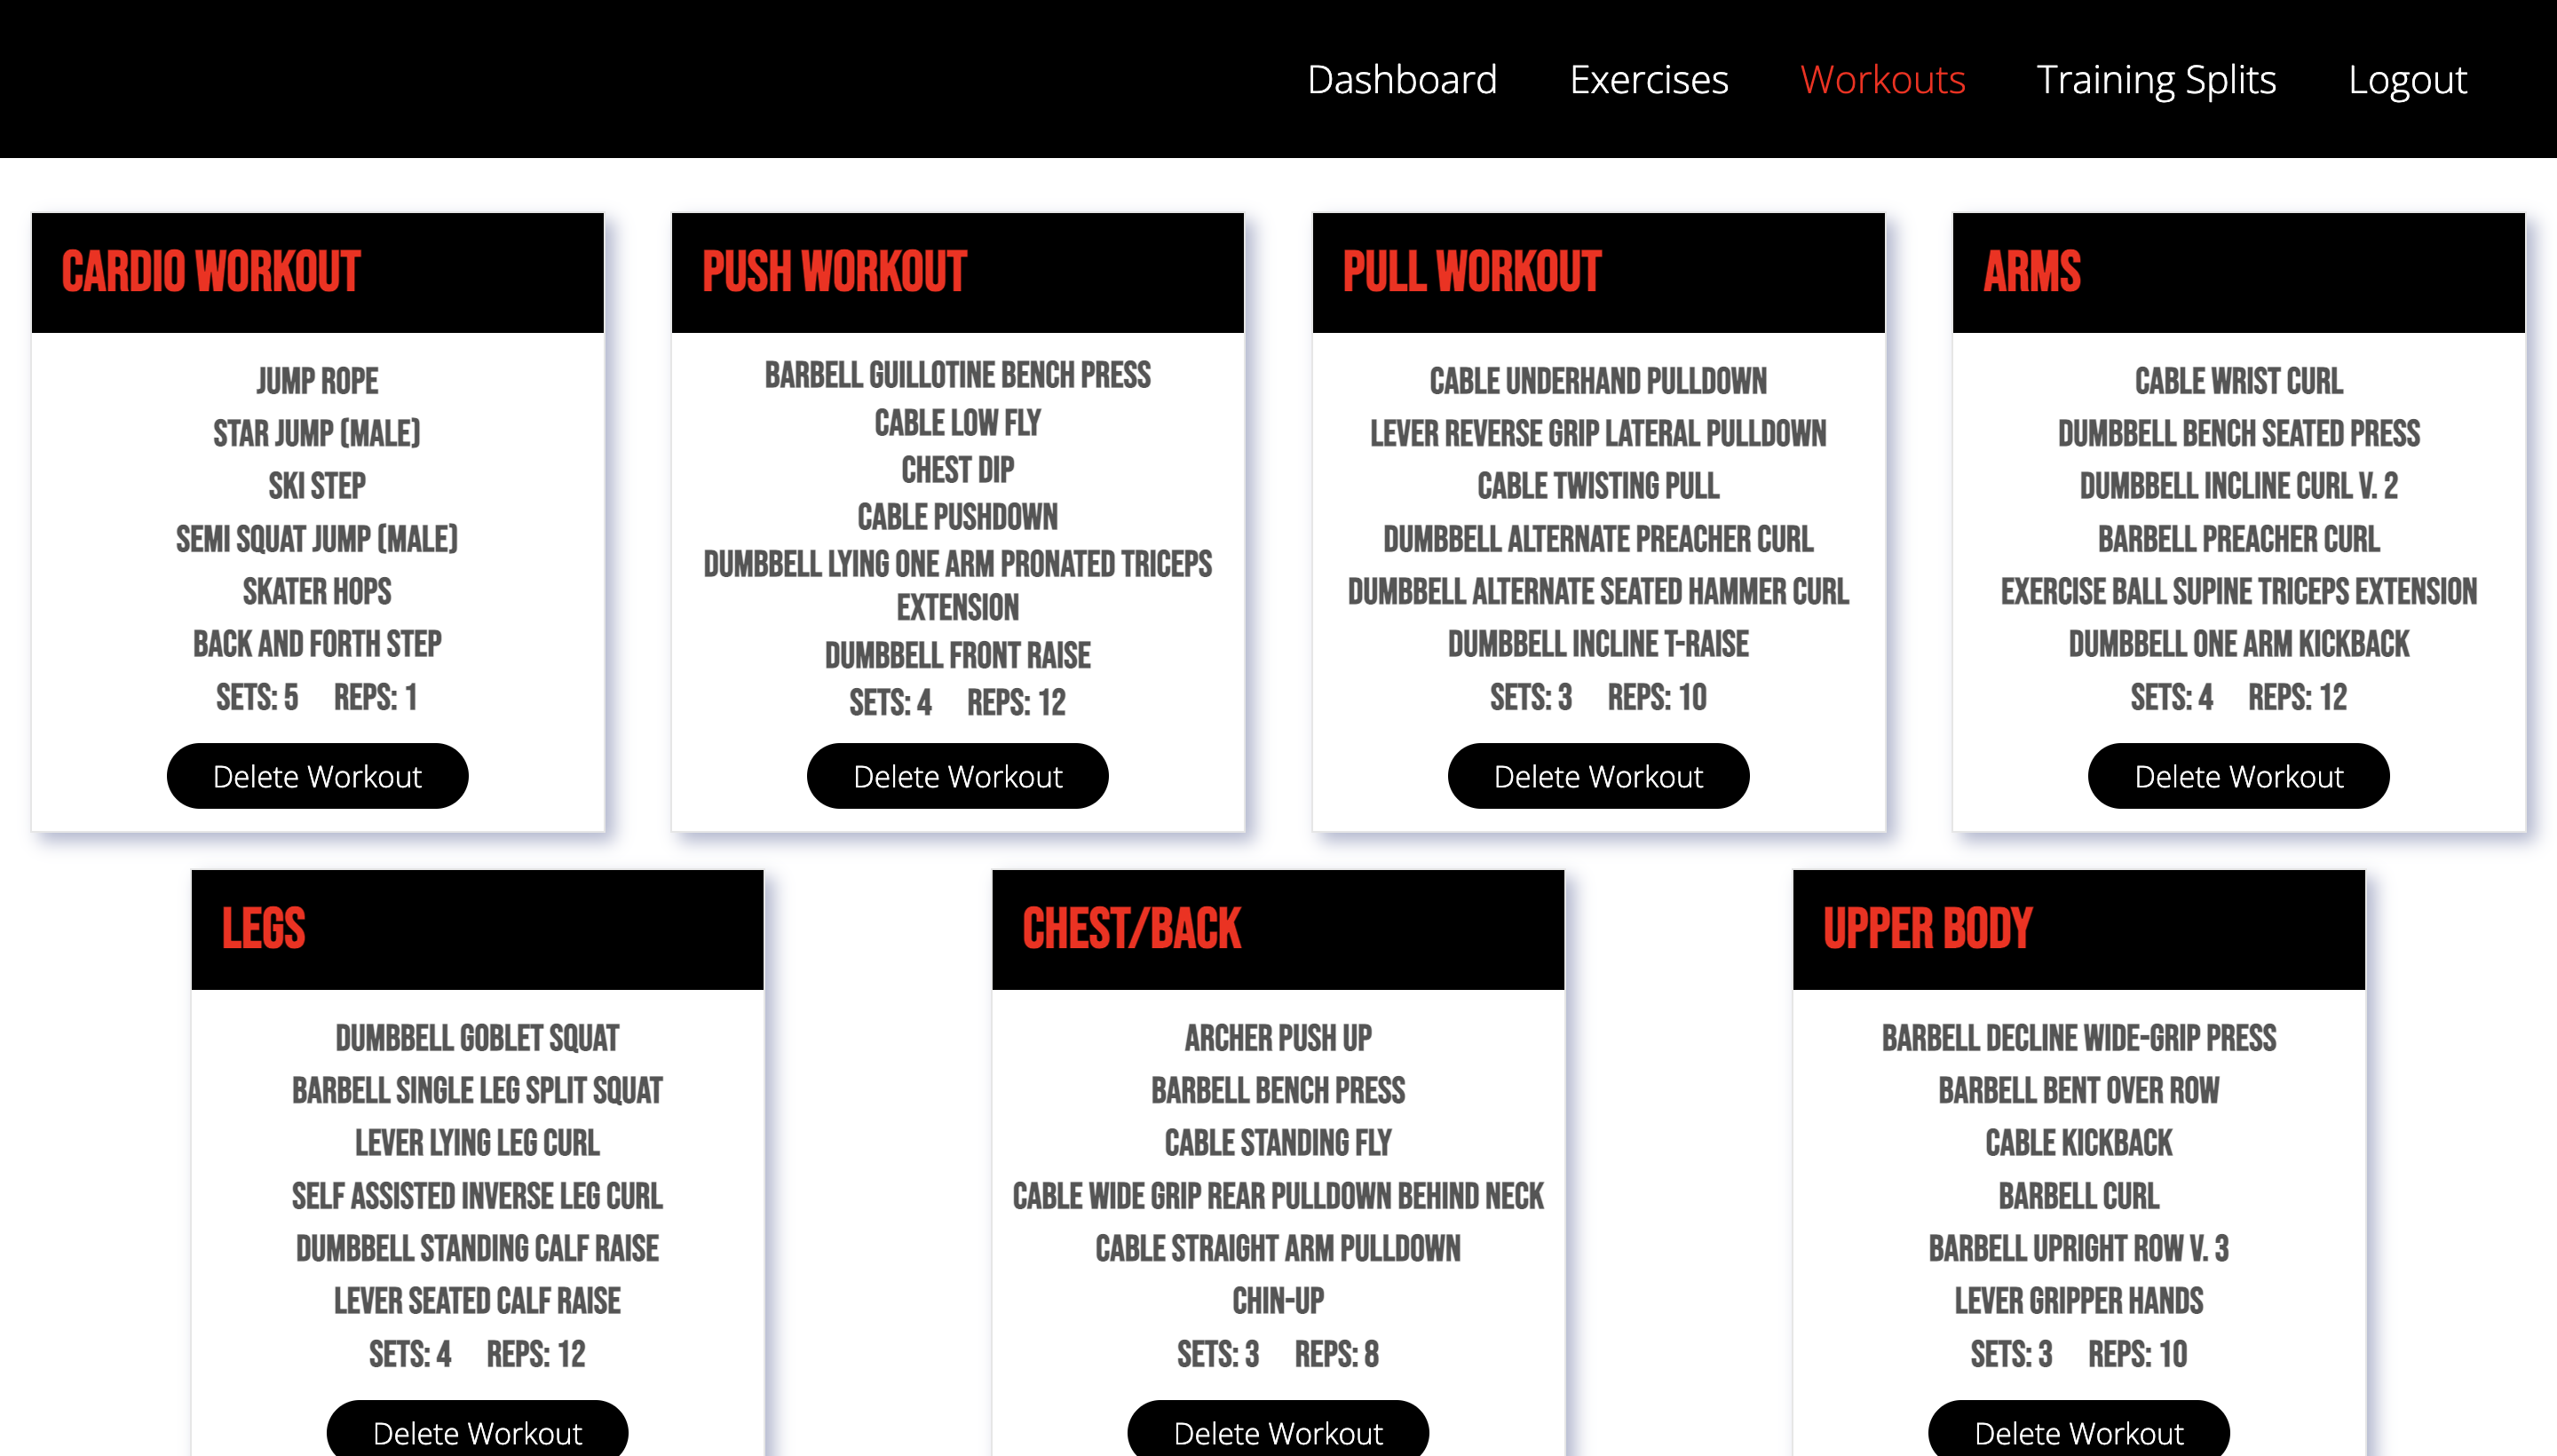 Dashboard Exercises Workouts Training Splits Logout
CARDIO WORKOUT
JUMP ROPE
STAR JUMP (MALE)
SKI STEP
SEMI SQUAT JUMP (MALE)
SKATER HOPS
BACK AND FORTH STEP
SETS: 5 REPS: 1
Delete Workout
PUSH WORKOUT
BARBELL GUILLOTINE BENCH PRESS
CABLE LOW FLY
CHEST DIP
CABLE PUSHDOWN
DUMBBELL LYING ONE ARM PRONATED TRICEPS
EXTENSION
DUMBBELL FRONT RAISE
SETS: 4 REPS: 12
Delete Workout
PULL WORKOUT
CABLE UNDERHAND PULLDOWN
LEVER REVERSE GRIP LATERAL PULLDOWN
CABLE TWISTING PULL
DUMBBELL ALTERNATE PREACHER CURL
DUMBBELL ALTERNATE SEATED HAMMER CURL
DUMBBELL INCLINE T-RAISE
SETS: 3 REPS: 10
Delete Workout
ARMS
CABLE WRIST CURL
DUMBBELL BENCH SEATED PRESS
DUMBBELL INCLINE CURL V. 2
BARBELL PREACHER CURL
EXERCISE BALL SUPINE TRICEPS EXTENSION
DUMBBELL ONE ARM KICKBACK
SETS: 4 REPS: 12
Delete Workout
LEGS
DUMBBELL GOBLET SQUAT
BARBELL SINGLE LEG SPLIT SQUAT
LEVER LYING LEG CURL
SELF ASSISTED INVERSE LEG CURL
DUMBBELL STANDING CALF RAISE
LEVER SEATED CALF RAISE
SETS: 4 REPS: 12
Delete Workout
CHEST/BACK
ARCHER PUSH UP
BARBELL BENCH PRESS
CABLE STANDING FLY
CABLE WIDE GRIP REAR PULLDOWN BEHIND NECK
CABLE STRAIGHT ARM PULLDOWN
CHIN-UP
SETS: 3 REPS: 8
Delete Workout
UPPER BODY
BARBELL DECLINE WIDE-GRIP PRESS
BARBELL BENT OVER ROW
CABLE KICKBACK
BARBELL CURL
BARBELL UPRIGHT ROW V. 3
LEVER GRIPPER HANDS
SETS: 3 REPS: 10
Delete Workout